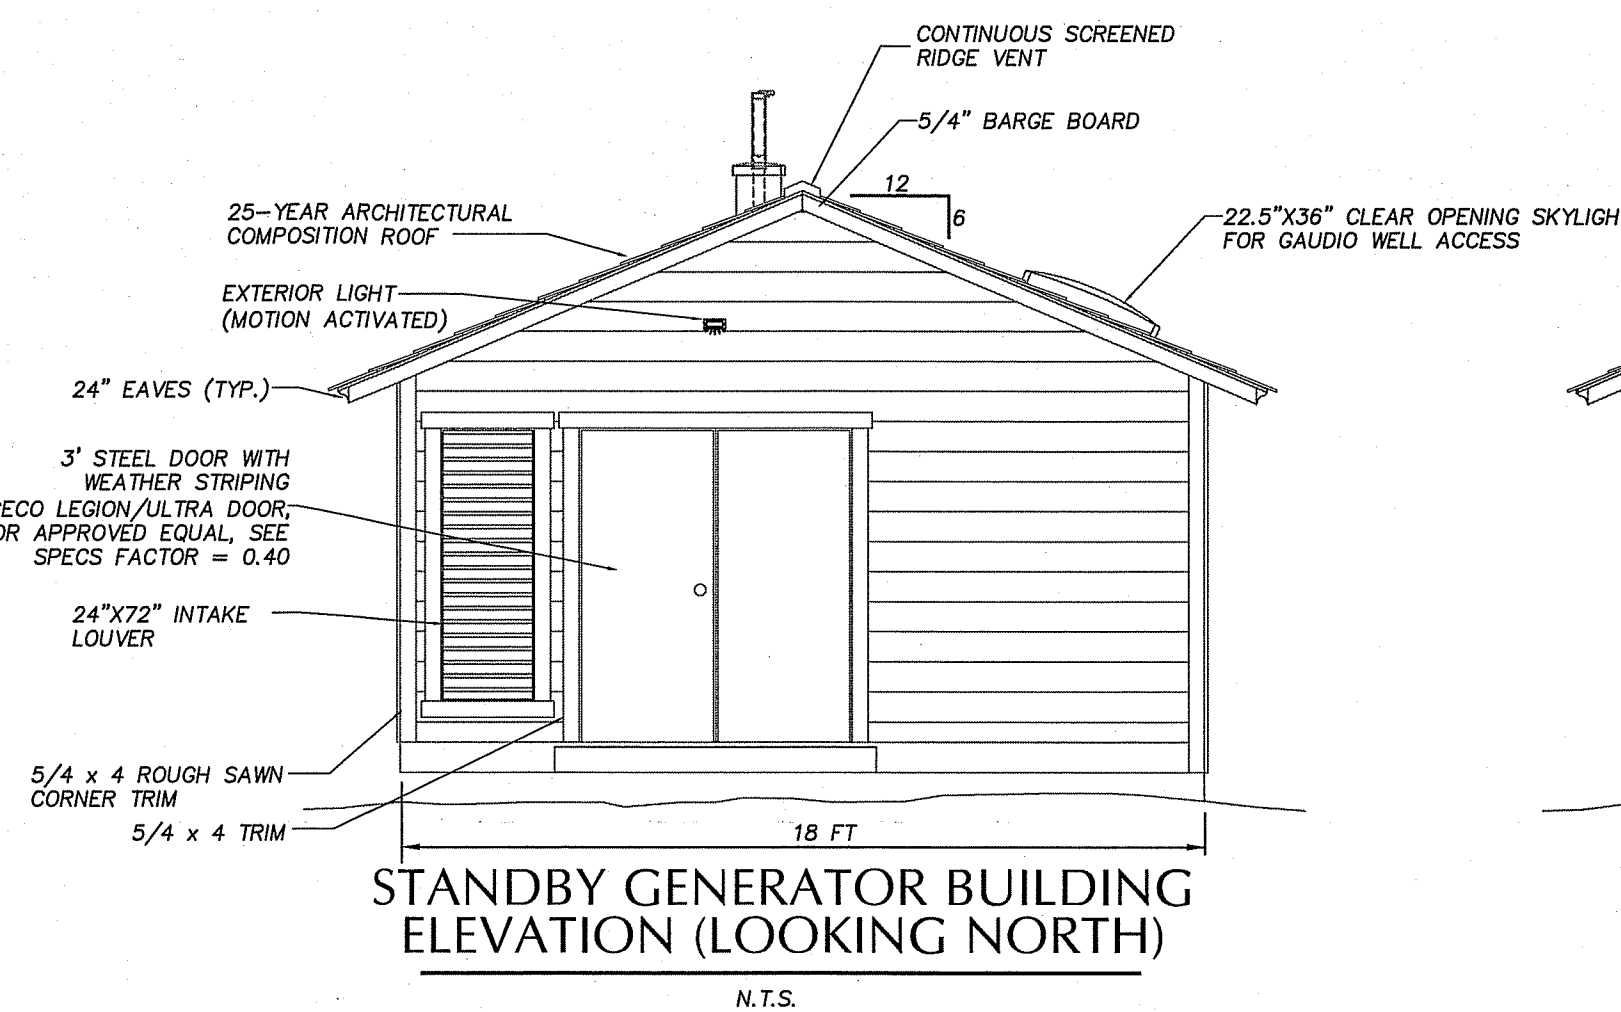 CONTINUOUS SCREENED
RIDGE VENT
5/4" BARGE BOARD
12
6
25-YEAR ARCHITECTURAL
COMPOSITION ROOF
22.5"X36" CLEAR OPENING SKYLIGH
FOR GAUDIO WELL ACCESS
EXTERIOR LIGHT
(MOTION ACTIVATED)
24" EAVES (TYP.)
3' STEEL DOOR WITH
WEATHER STRIPING
ECO LEGION/ULTRA DOOR,
OR APPROVED EQUAL, SEE
SPECS FACTOR = 0.40
24"X72" INTAKE
LOUVER
5/4 x 4 ROUGH SAWN
CORNER TRIM
5/4 x 4 TRIM
18 FT
STANDBY GENERATOR BUILDING
ELEVATION (LOOKING NORTH)
N.T.S.